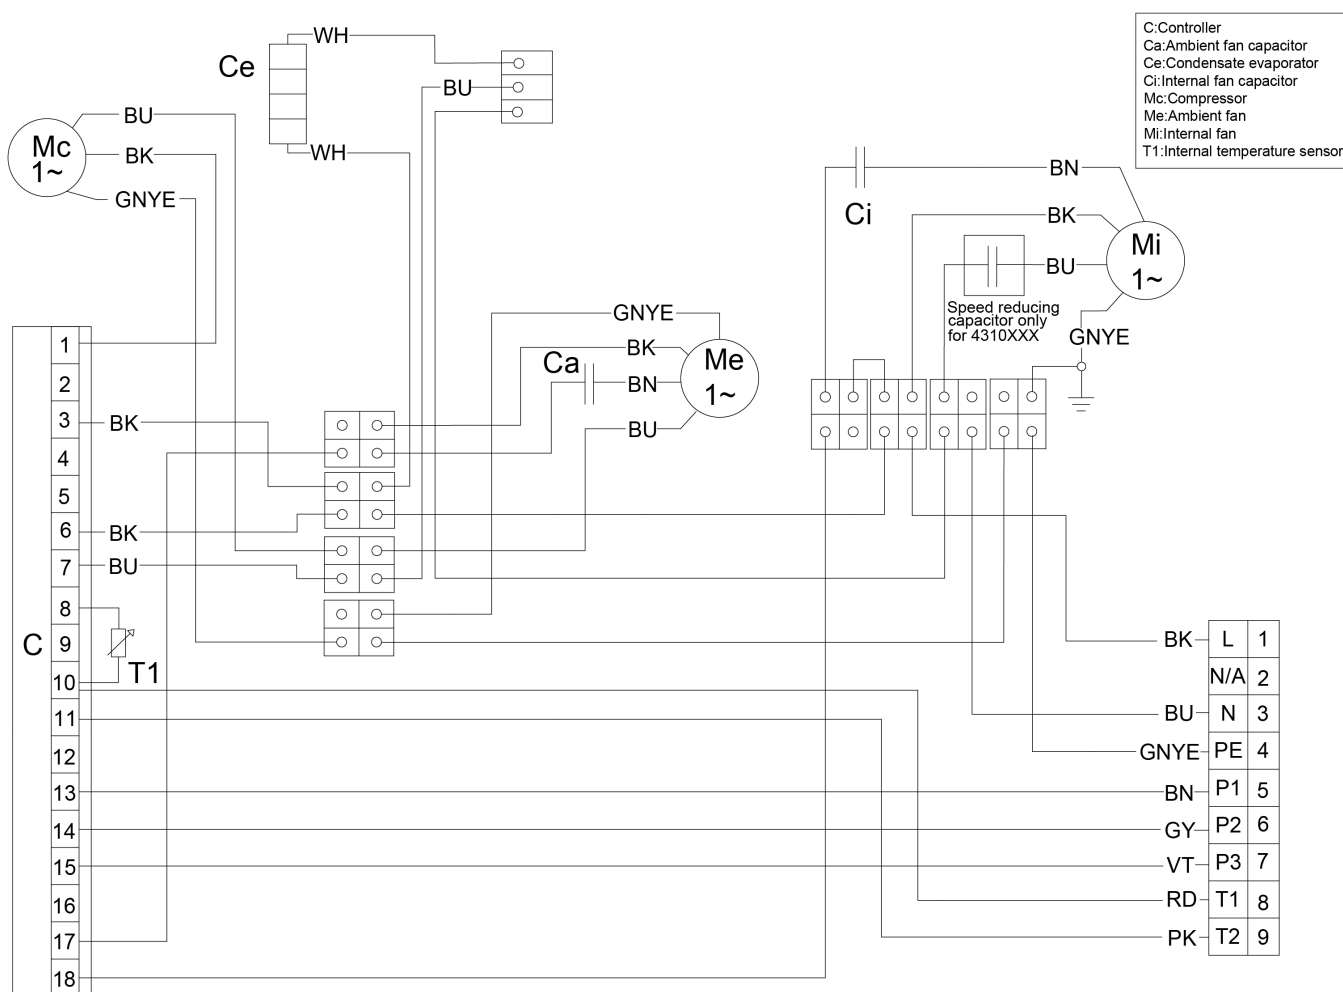 C:Controller
Ca:Ambient fan capacitor
Ce:Condensate evaporator
Ci:Internal fan capacitor
Mc:Compressor
Me:Ambient fan
Mi:Internal fan
T1:Internal temperature sensor
WH
Ce
BU
WH
BU
Mc
1~
BK
GNYE
BN
Ci
BK
Mi
1~
BU
Speed reducing
capacitor only
for 4310XXX
GNYE
GNYE
BK
Me
1~
Ca
BN
BU
C
1
2
3
BK
4
5
6
BK
7
BU
8
9
10
T1
11
12
13
14
15
16
17
18
BK L 1
N/A 2
BU N 3
GNYE PE 4
BN P1 5
GY P2 6
VT P3 7
RD T1 8
PK T2 9